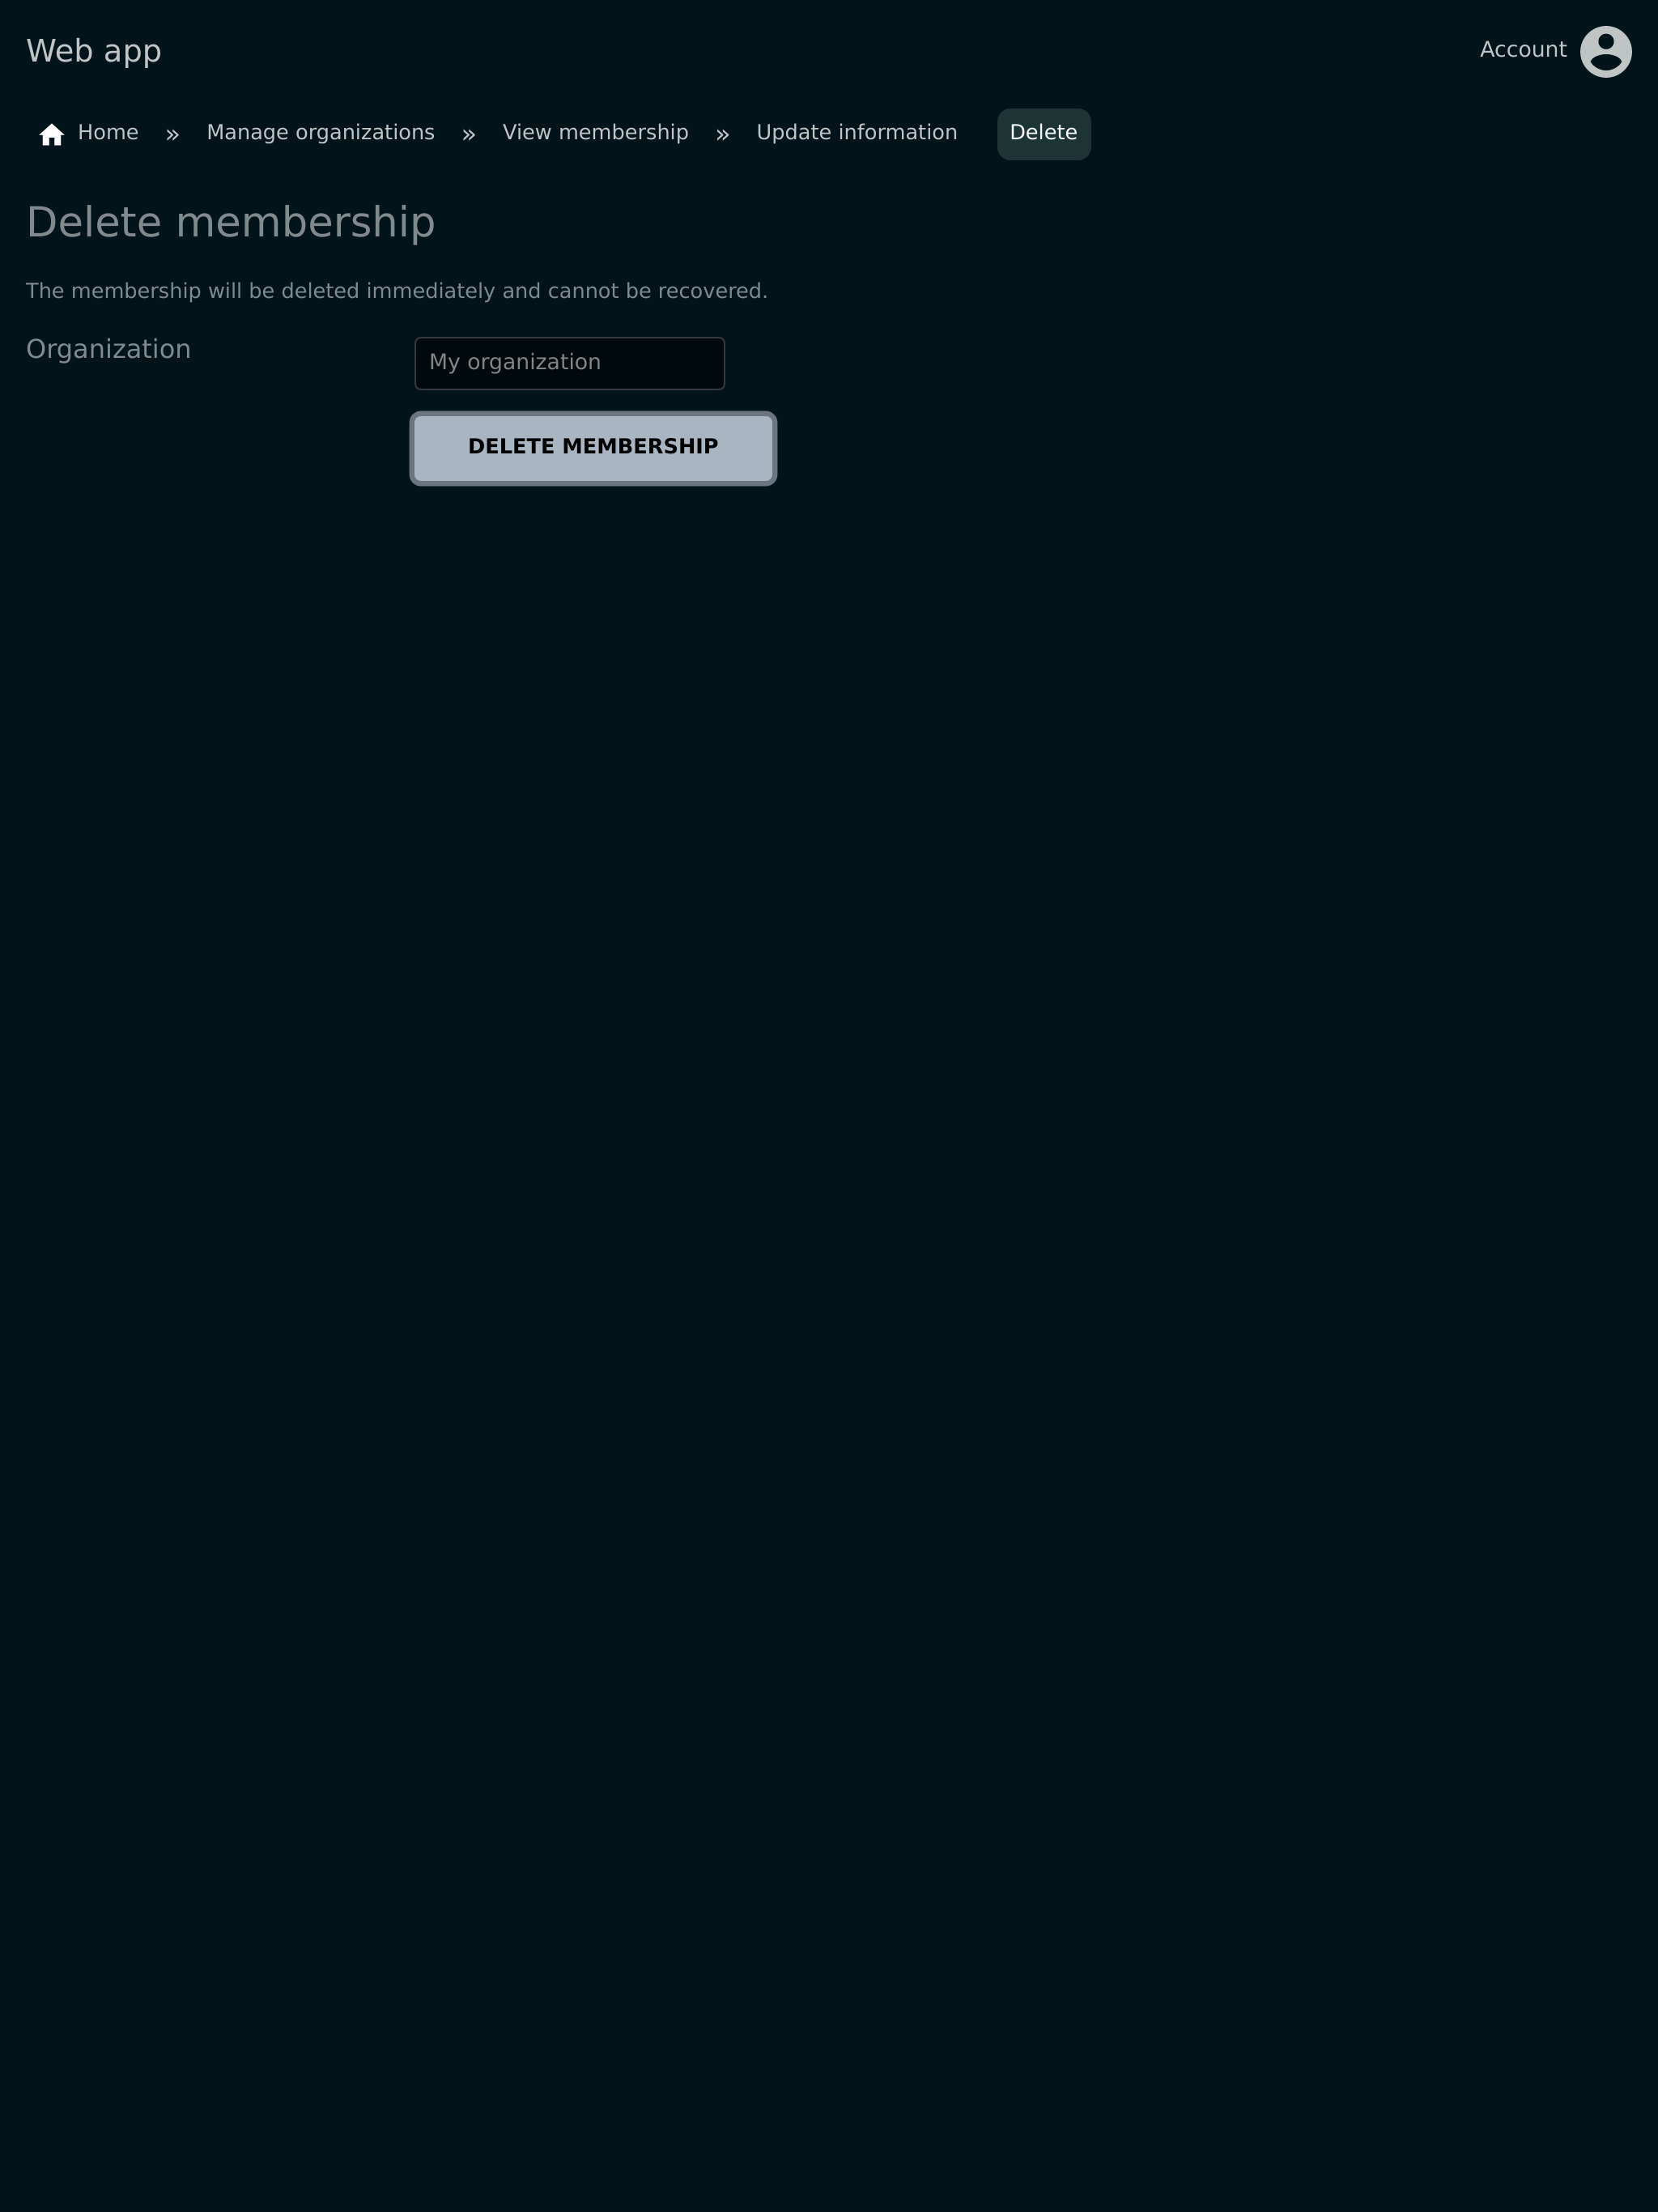 Web app
Account
Home » Manage organizations » View membership » Update information Delete
Delete membership
The membership will be deleted immediately and cannot be recovered.
Organization
My organization
DELETE MEMBERSHIP